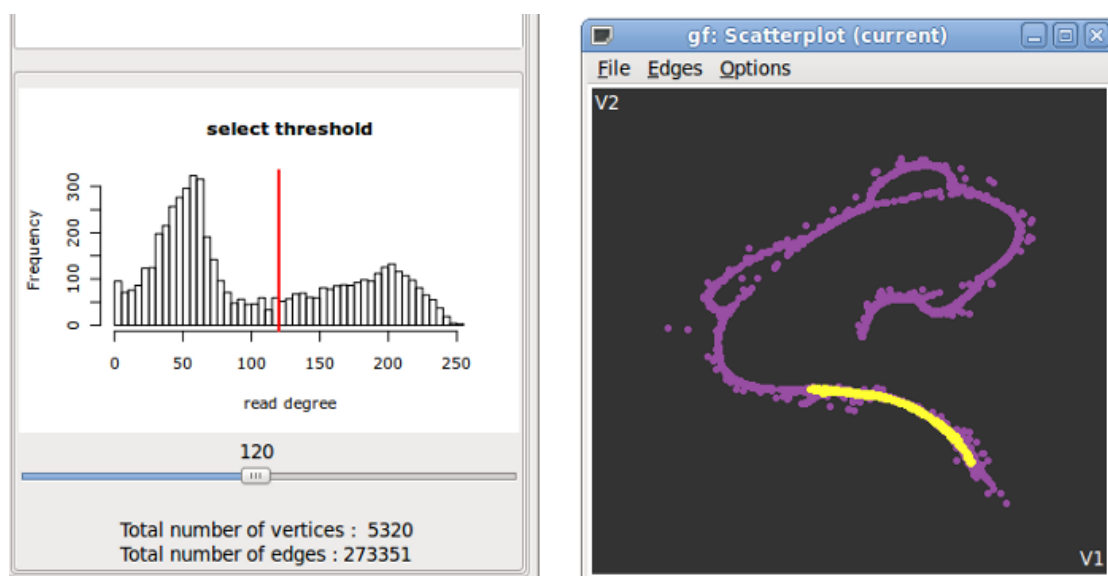 select threshold
Frequency
0 100 200 300
0 50 100 150 200 250
read degree
120
Total number of vertices : 5320
Total number of edges : 273351
gf: Scatterplot (current)
File Edges Options
V2
V1